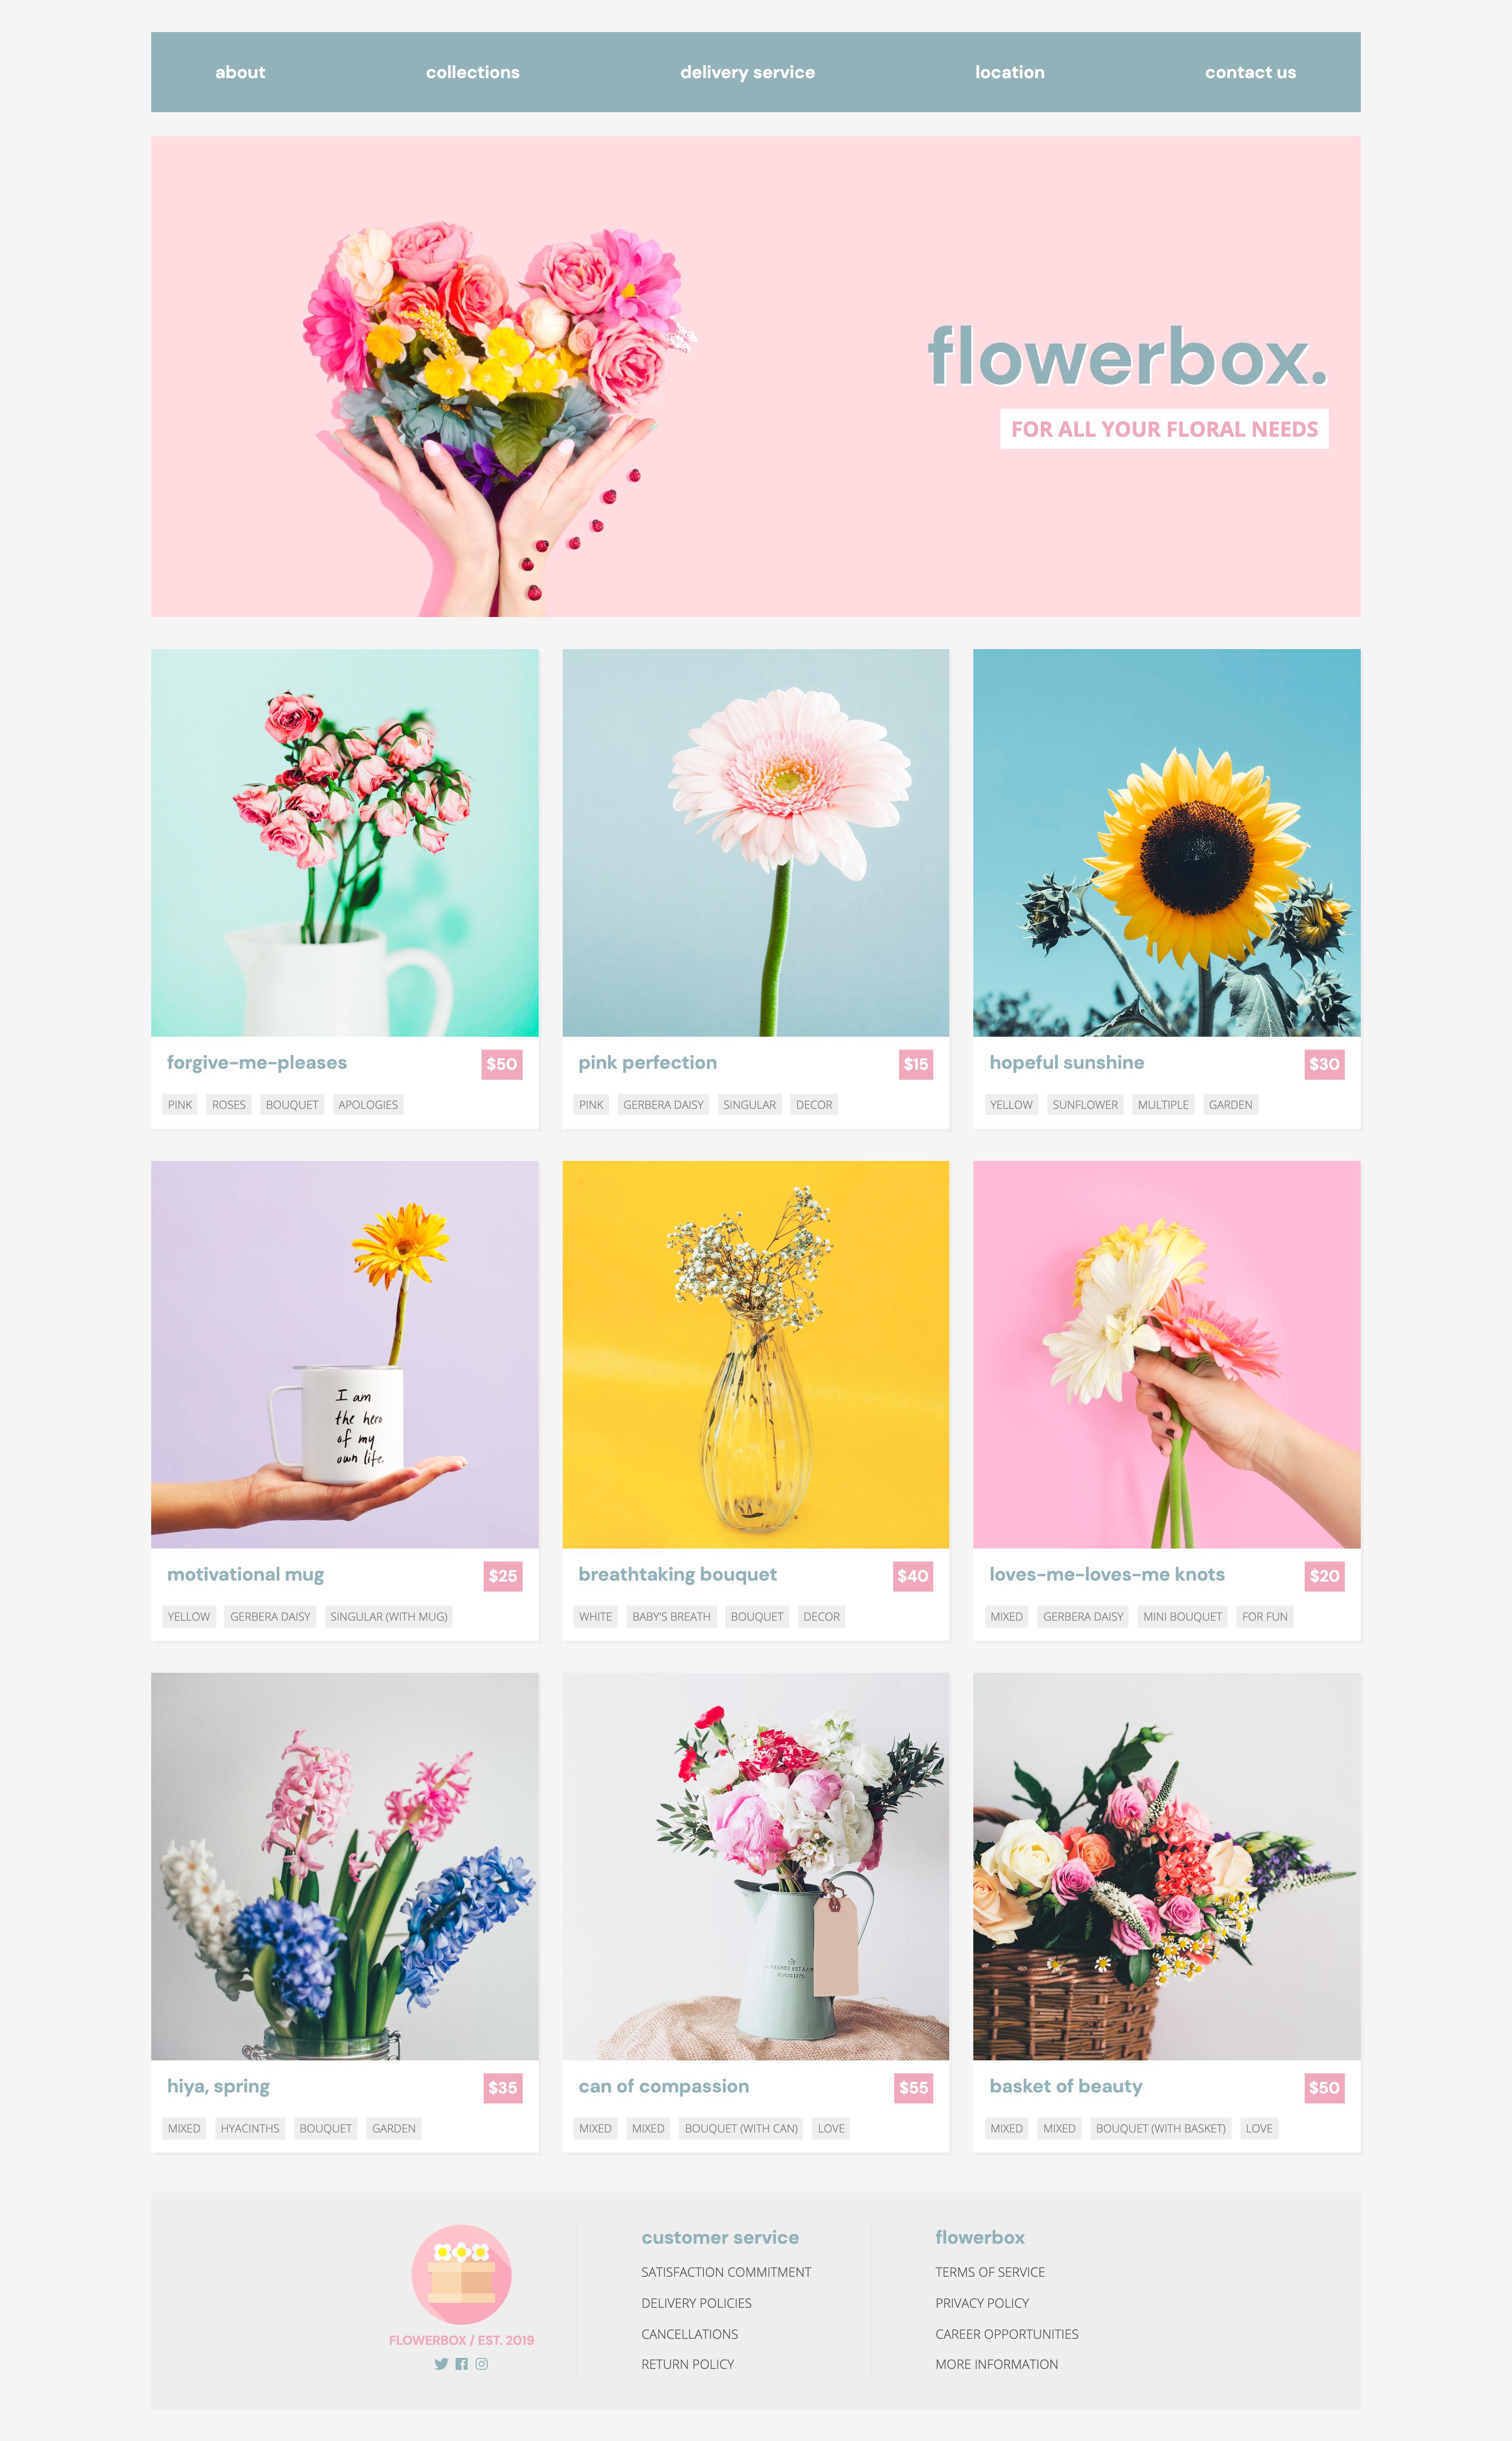 about collections delivery service location contact us
flowerbox.
FOR ALL YOUR FLORAL NEEDS
forgive-me-pleases $50
PINK ROSES BOUQUET APOLOGIES
pink perfection $15
PINK GERBERA DAISY SINGULAR DECOR
hopeful sunshine $30
YELLOW SUNFLOWER MULTIPLE GARDEN
I am
the hero
of my
own life.
motivational mug $25
YELLOW GERBERA DAISY SINGULAR (WITH MUG)
breathtaking bouquet $40
WHITE BABY'S BREATH BOUQUET DECOR
loves-me-loves-me knots $20
MIXED GERBERA DAISY MINI BOUQUET FOR FUN
hiya, spring $35
MIXED HYACINTHS BOUQUET GARDEN
DEPUIS 1775
can of compassion $55
MIXED MIXED BOUQUET (WITH CAN) LOVE
basket of beauty $50
MIXED MIXED BOUQUET (WITH BASKET) LOVE
FLOWERBOX / EST. 2019
customer service
SATISFACTION COMMITMENT
DELIVERY POLICIES
CANCELLATIONS
RETURN POLICY
flowerbox
TERMS OF SERVICE
PRIVACY POLICY
CAREER OPPORTUNITIES
MORE INFORMATION